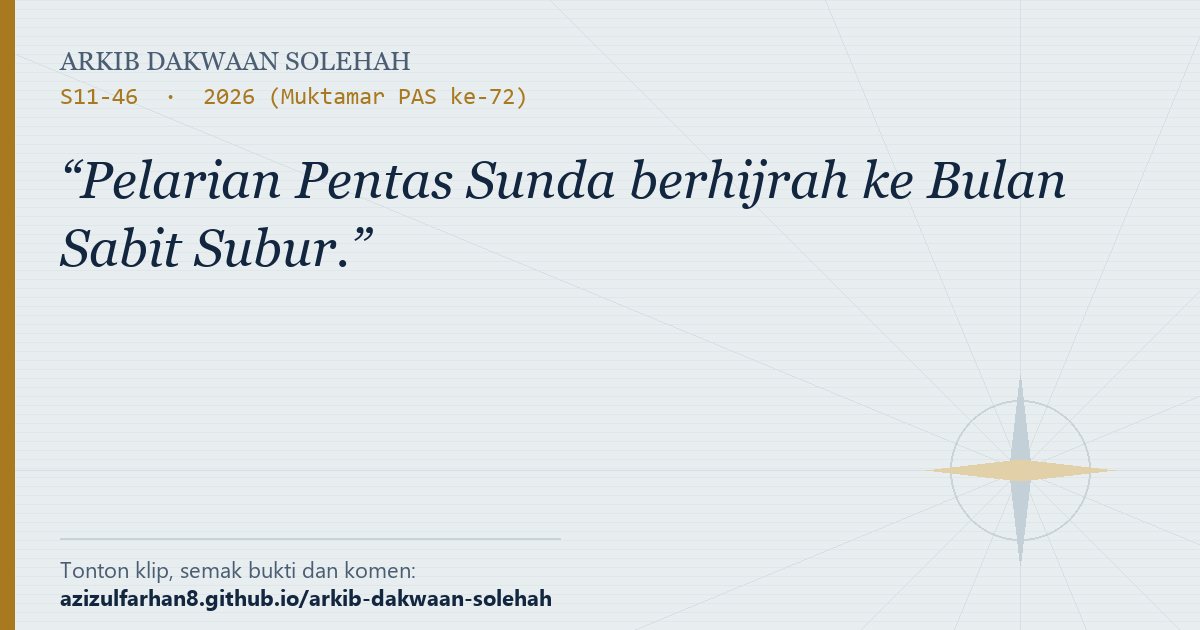 ARKIB DAKWAAN SOLEHAH
S11-46 · 2026 (Muktamar PAS ke-72)
“Pelarian Pentas Sunda berhijrah ke Bulan
Sabit Subur.”
Tonton klip, semak bukti dan komen:
azizulfarhan8.github.io/arkib-dakwaan-solehah